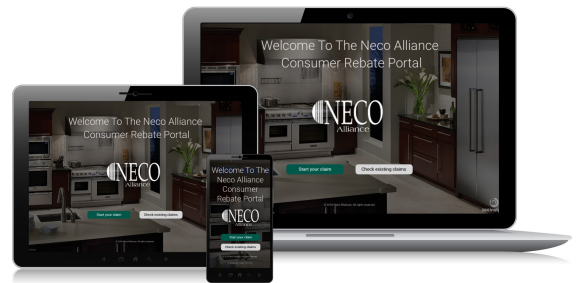 Welcome To The Neco Alliance
Consumer Rebate Portal
NECO
Alliance
Start your claim
Check existing claims
Welcome To The Neco Alliance
Consumer Rebate Portal
NECO
Alliance
Start your claim
Check existing claims
Welcome To The
Neco Alliance
Consumer
Rebate Portal
NECO
Alliance
Start your claim
Check existing claims